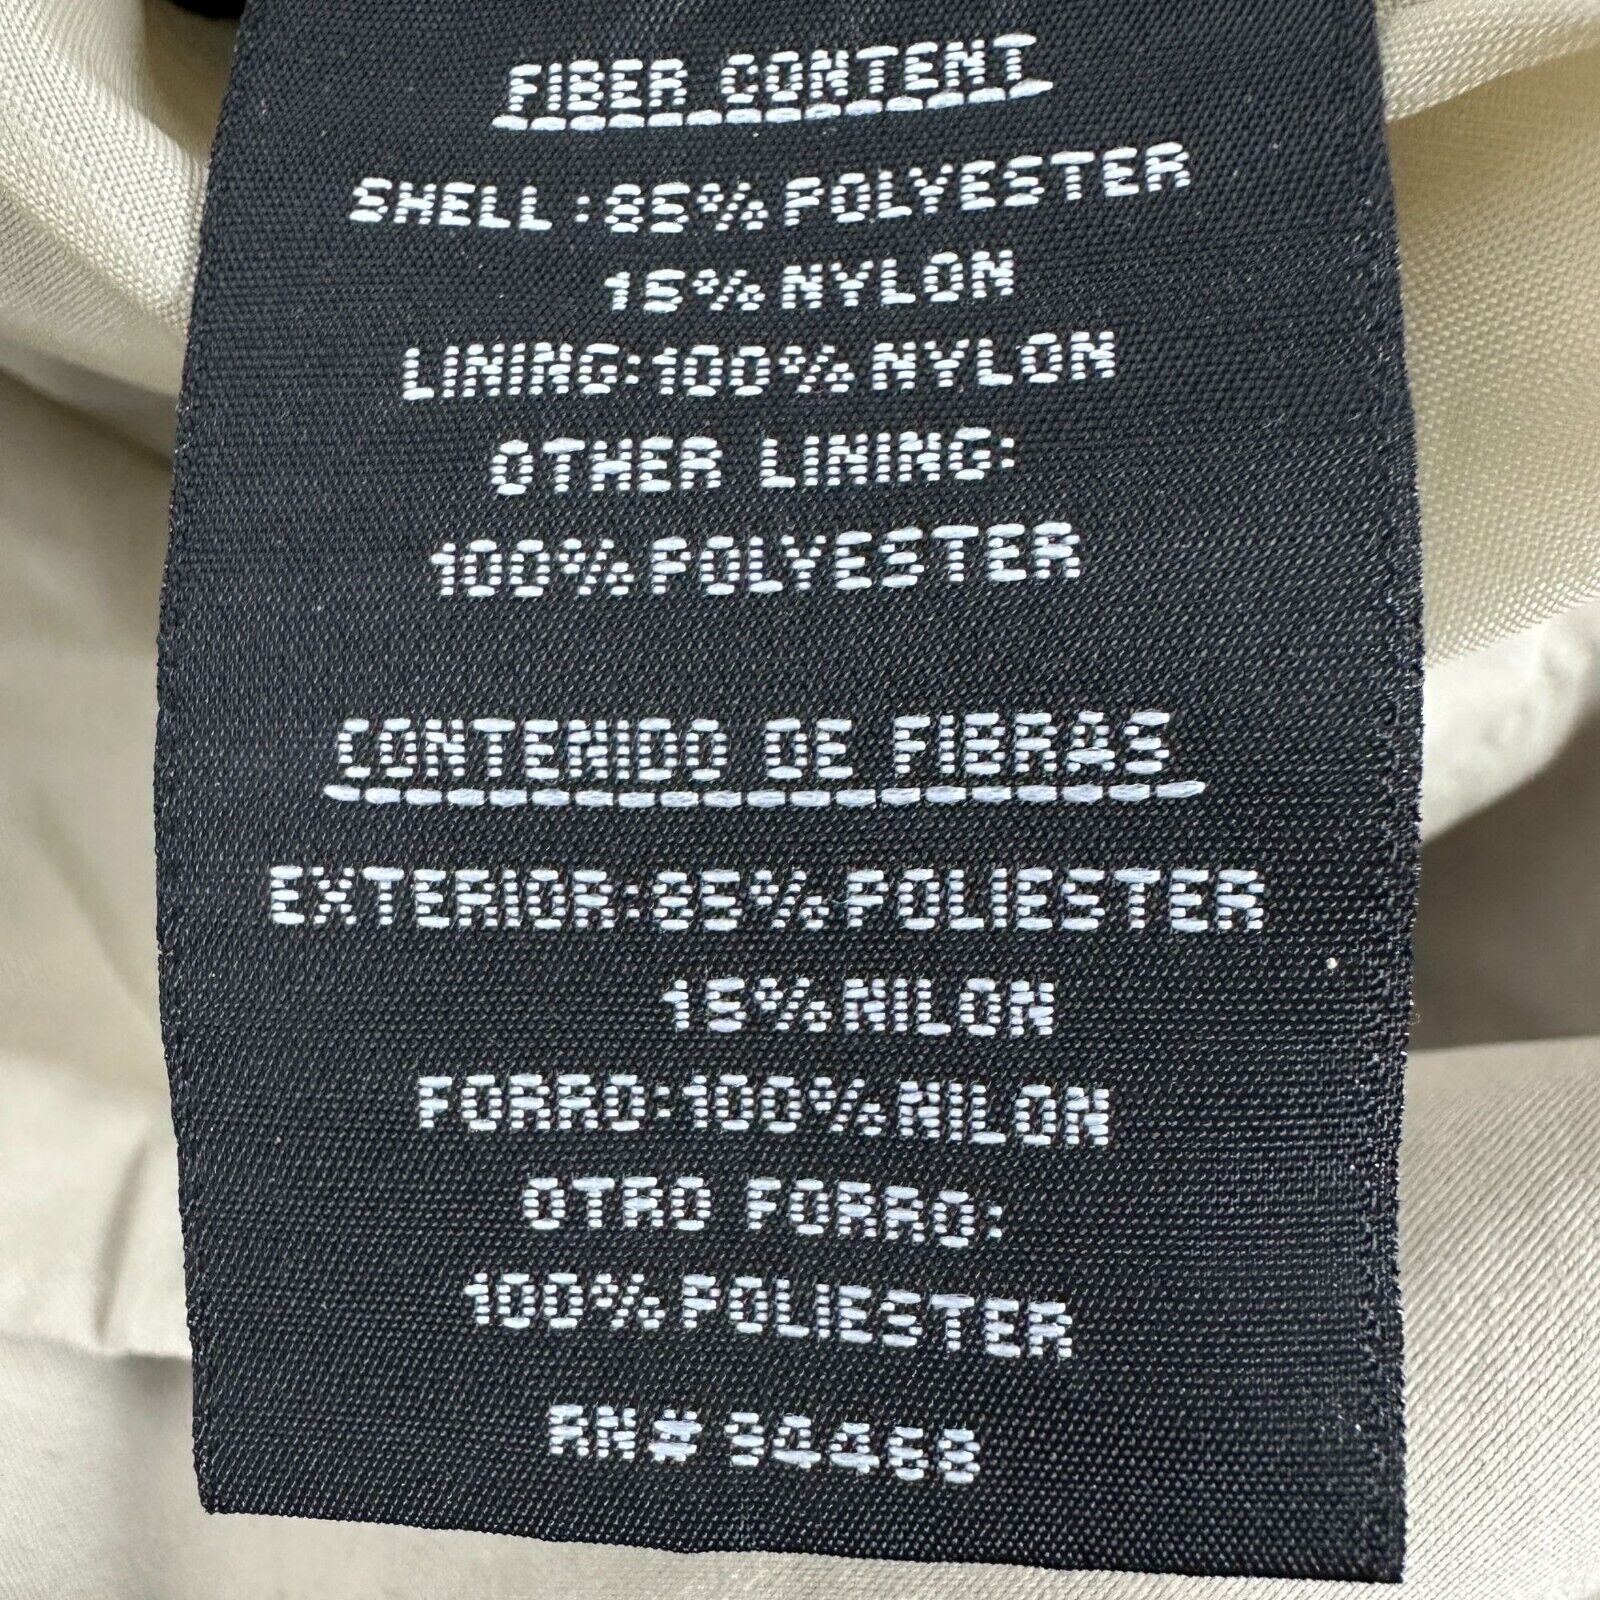 FIBER CONTENT
SHELL:85% POLYESTER
15% NYLON
LINING:100% NYLON
OTHER LINING:
100% POLYESTER
CONTENIDO DE FIBRAS
EXTERIOR:85% POLIESTER
15% NILON
FORRO:100% NILON
OTRO FORRO:
100% POLIESTER
RN# 94468